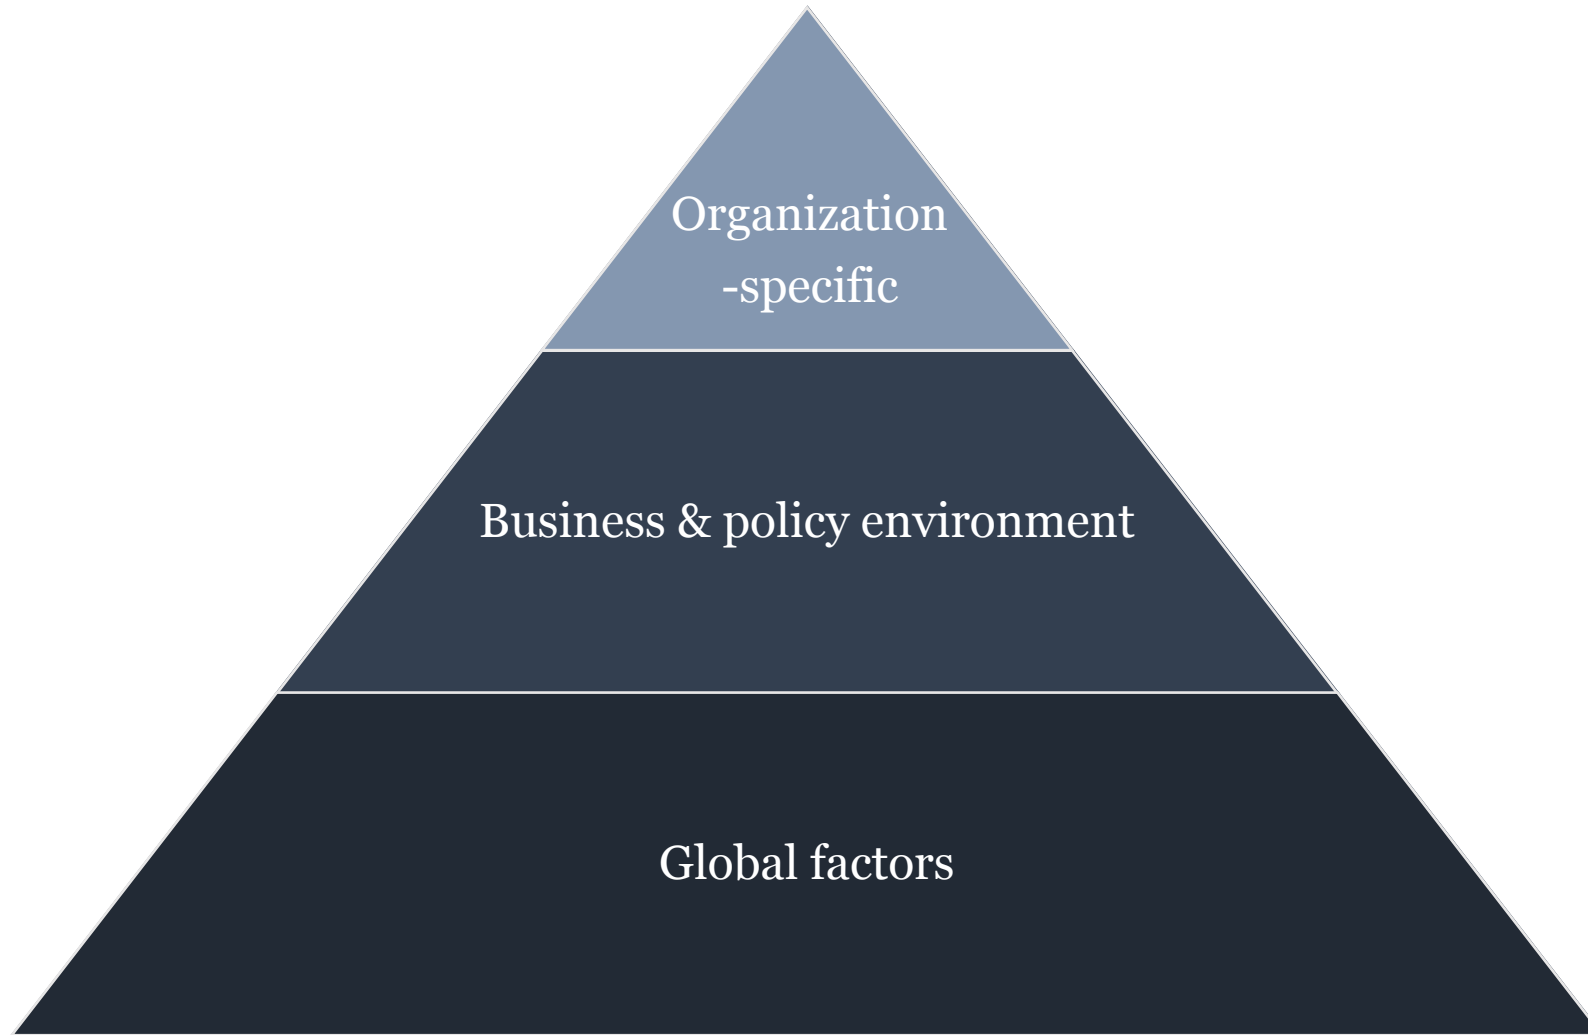 Organization
-specific
Business & policy environment
Global factors